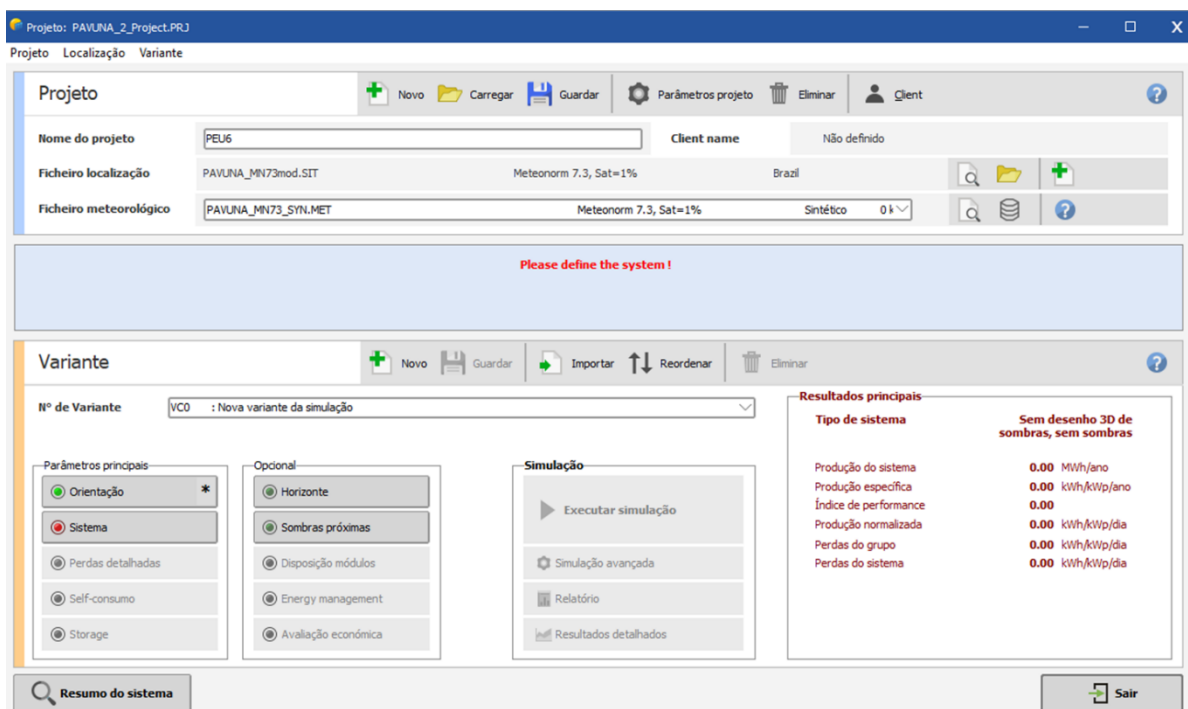 Projeto: PAVUNA_2_Project.PRJ
Projeto Localização Variante
Projeto
Novo Carregar Guardar Parâmetros projeto Eliminar Client
Nome do projeto PEU6 Client name Não definido
Ficheiro localização PAVUNA_MN73mod.SIT Meteonorm 7.3, Sat=1% Brazil
Ficheiro meteorológico PAVUNA_MN73_SYN.MET Meteonorm 7.3, Sat=1% Sintético 0 k
Please define the system !
Variante
Novo Guardar Importar Reordenar Eliminar
Nº de Variante VC0 : Nova variante da simulação
Parâmetros principais
Orientação *
Sistema
Perdas detalhadas
Self-consumo
Storage
Opcional
Horizonte
Sombras próximas
Disposição módulos
Energy management
Avaliação económica
Simulação
Executar simulação
Simulação avançada
Relatório
Resultados detalhados
Resultados principais
Tipo de sistema Sem desenho 3D de
sombras, sem sombras
Produção do sistema 0.00 MWh/ano
Produção específica 0.00 kWh/kWp/ano
Índice de performance 0.00
Produção normalizada 0.00 kWh/kWp/dia
Perdas do grupo 0.00 kWh/kWp/dia
Perdas do sistema 0.00 kWh/kWp/dia
Resumo do sistema
Sair